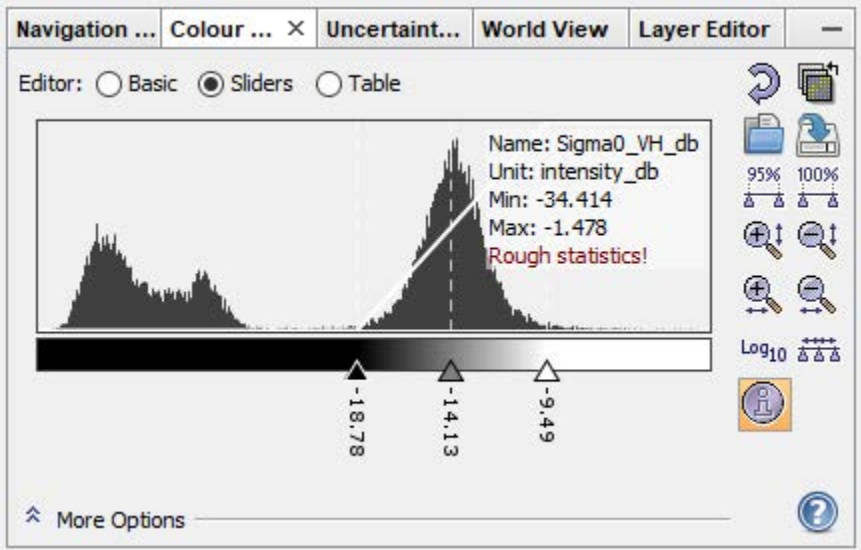 Navigation ... Colour ... × Uncertaint... World View Layer Editor
Editor: Basic Sliders Table
Name: Sigma0_VH_db
Unit: intensity_db
Min: -34.414
Max: -1.478
Rough statistics!
95% 100%
Log10
-18.78 -14.13 -9.49
More Options
?